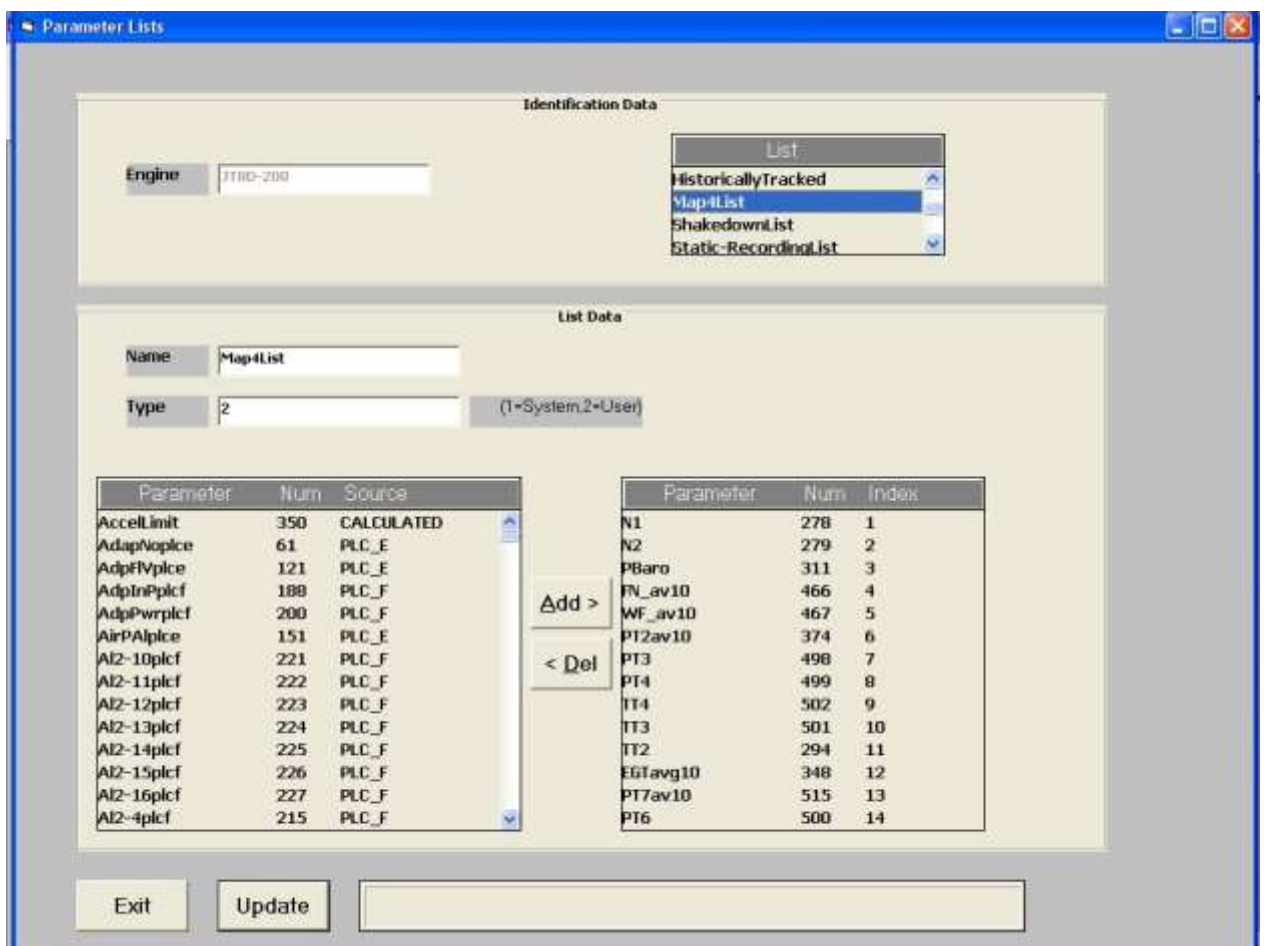 Parameter Lists
Identification Data
List
Engine JT8D-200
HistoricallyTracked
Map4List
ShakedownList
Static-RecordingList
List Data
Name Map4List
Type 2 (1=System,2=User)
Parameter Num Source
AccelLimit 350 CALCULATED
AdapNoplce 61 PLC_E
AdpFlVplce 121 PLC_E
AdpInPplcf 188 PLC_F
AdpPwrplcf 200 PLC_F
AirPAlplce 151 PLC_E
AI2-10plcf 221 PLC_F
AI2-11plcf 222 PLC_F
AI2-12plcf 223 PLC_F
AI2-13plcf 224 PLC_F
AI2-14plcf 225 PLC_F
AI2-15plcf 226 PLC_F
AI2-16plcf 227 PLC_F
AI2-4plcf 215 PLC_F
Add >
< Del
Parameter Num Index
N1 278 1
N2 279 2
PBaro 311 3
FN_av10 466 4
WF_av10 467 5
PT2av10 374 6
PT3 498 7
PT4 499 8
TT4 502 9
TT3 501 10
TT2 294 11
EGTavg10 348 12
PT7av10 515 13
PT6 500 14
Exit
Update